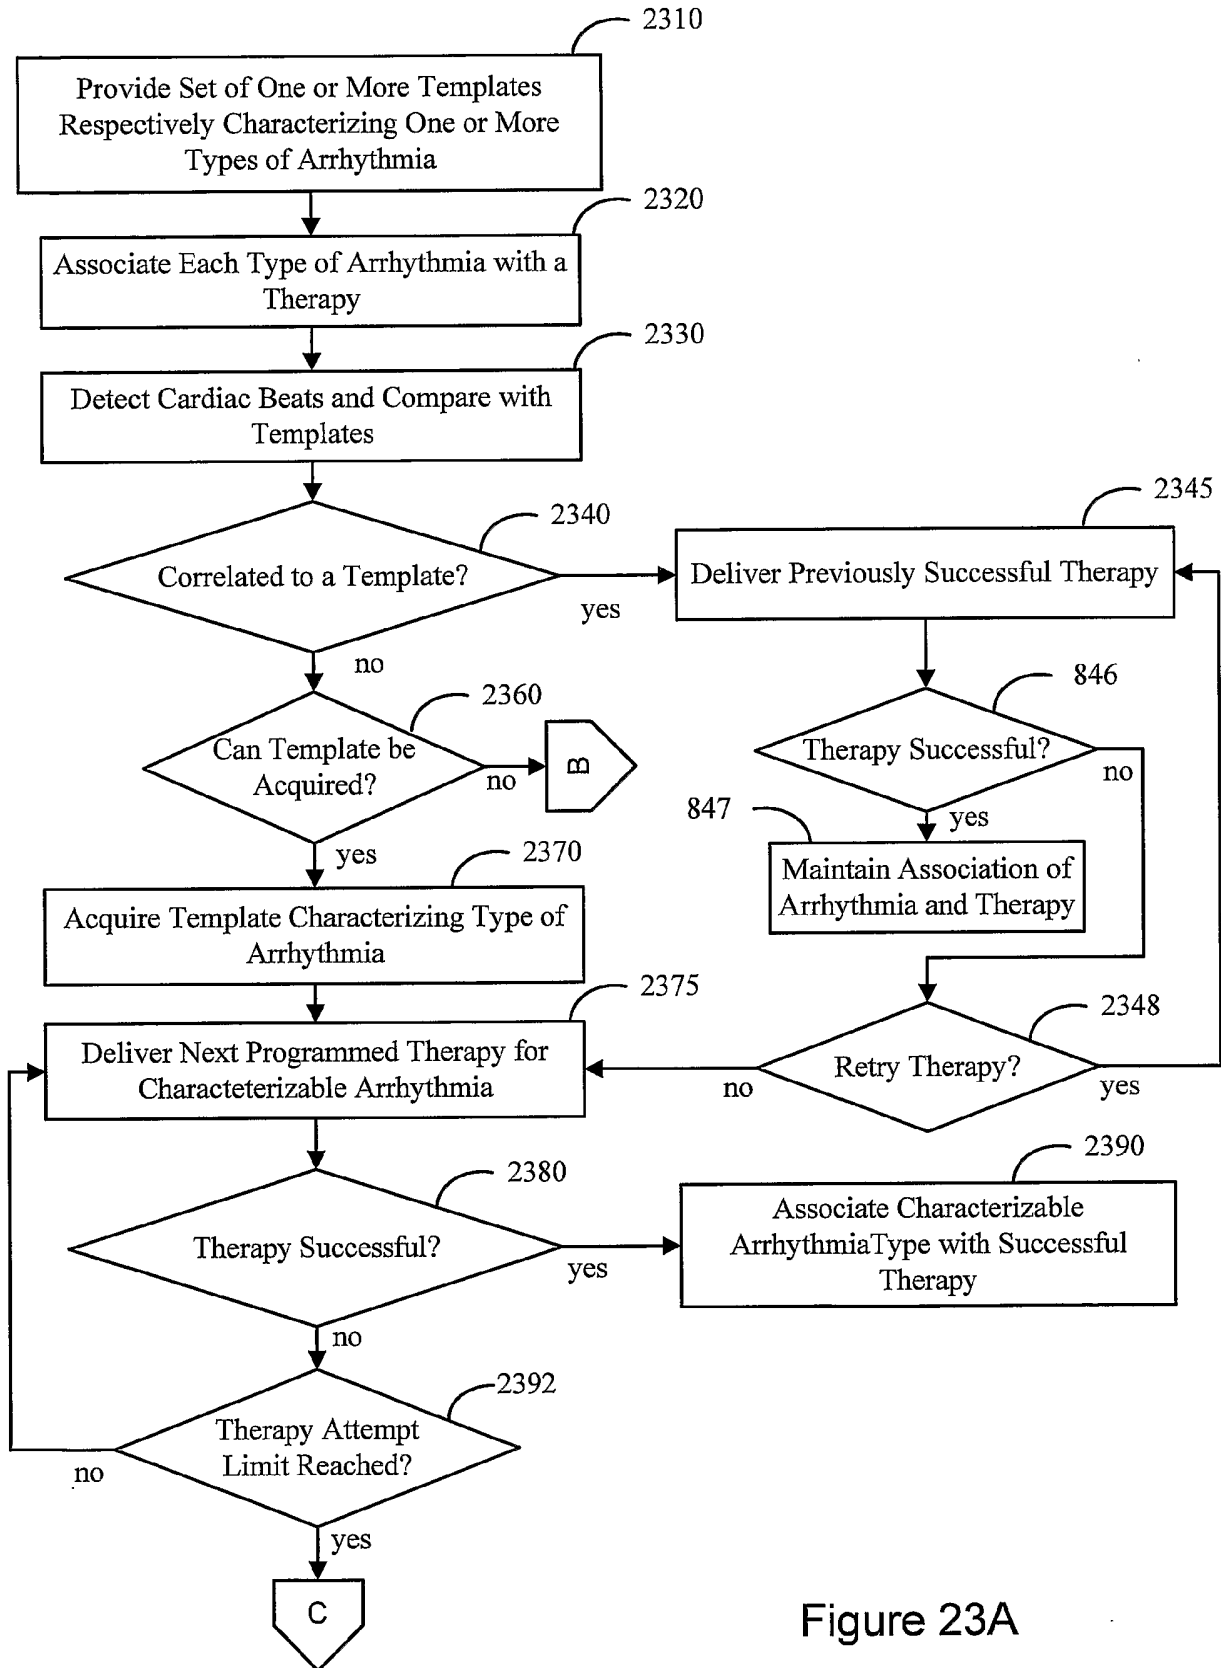 2310
Provide Set of One or More Templates
Respectively Characterizing One or More
Types of Arrhythmia
2320
Associate Each Type of Arrhythmia with a
Therapy
2330
Detect Cardiac Beats and Compare with
Templates
2340
Correlated to a Template?
yes
no
2345
Deliver Previously Successful Therapy
846
Therapy Successful?
no
yes
847
Maintain Association of
Arrhythmia and Therapy
2360
Can Template be
Acquired?
no
B
yes
2370
Acquire Template Characterizing Type of
Arrhythmia
2375
Deliver Next Programmed Therapy for
Characteterizable Arrhythmia
2348
Retry Therapy?
no
yes
2380
Therapy Successful?
yes
no
2390
Associate Characterizable
ArrhythmiaType with Successful
Therapy
2392
Therapy Attempt
Limit Reached?
no
yes
C
Figure 23A